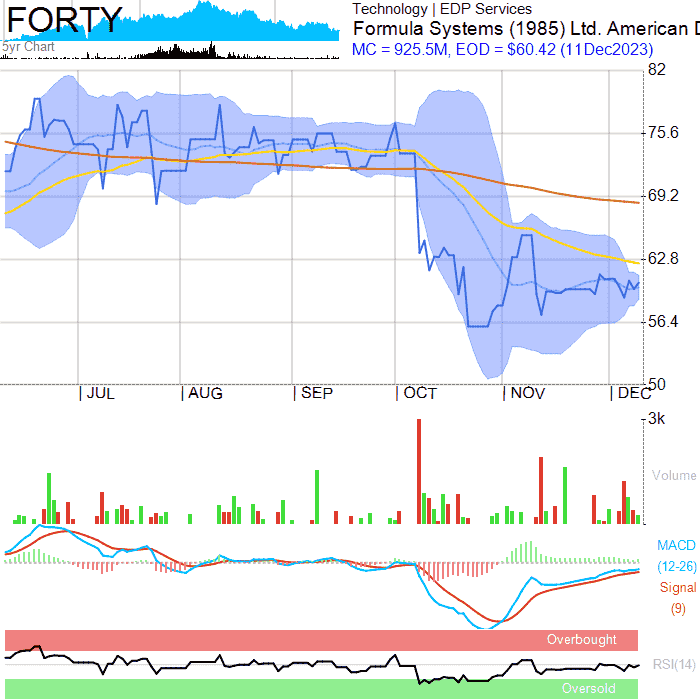 FORTY
5yr Chart
Technology | EDP Services
Formula Systems (1985) Ltd. American D
MC = 925.5M, EOD = $60.42 (11Dec2023)
82
75.6
69.2
62.8
56.4
50
| JUL | AUG | SEP | OCT | NOV | DEC
3k
Volume
MACD
(12-26)
Signal
(9)
Overbought
RSI(14)
Oversold